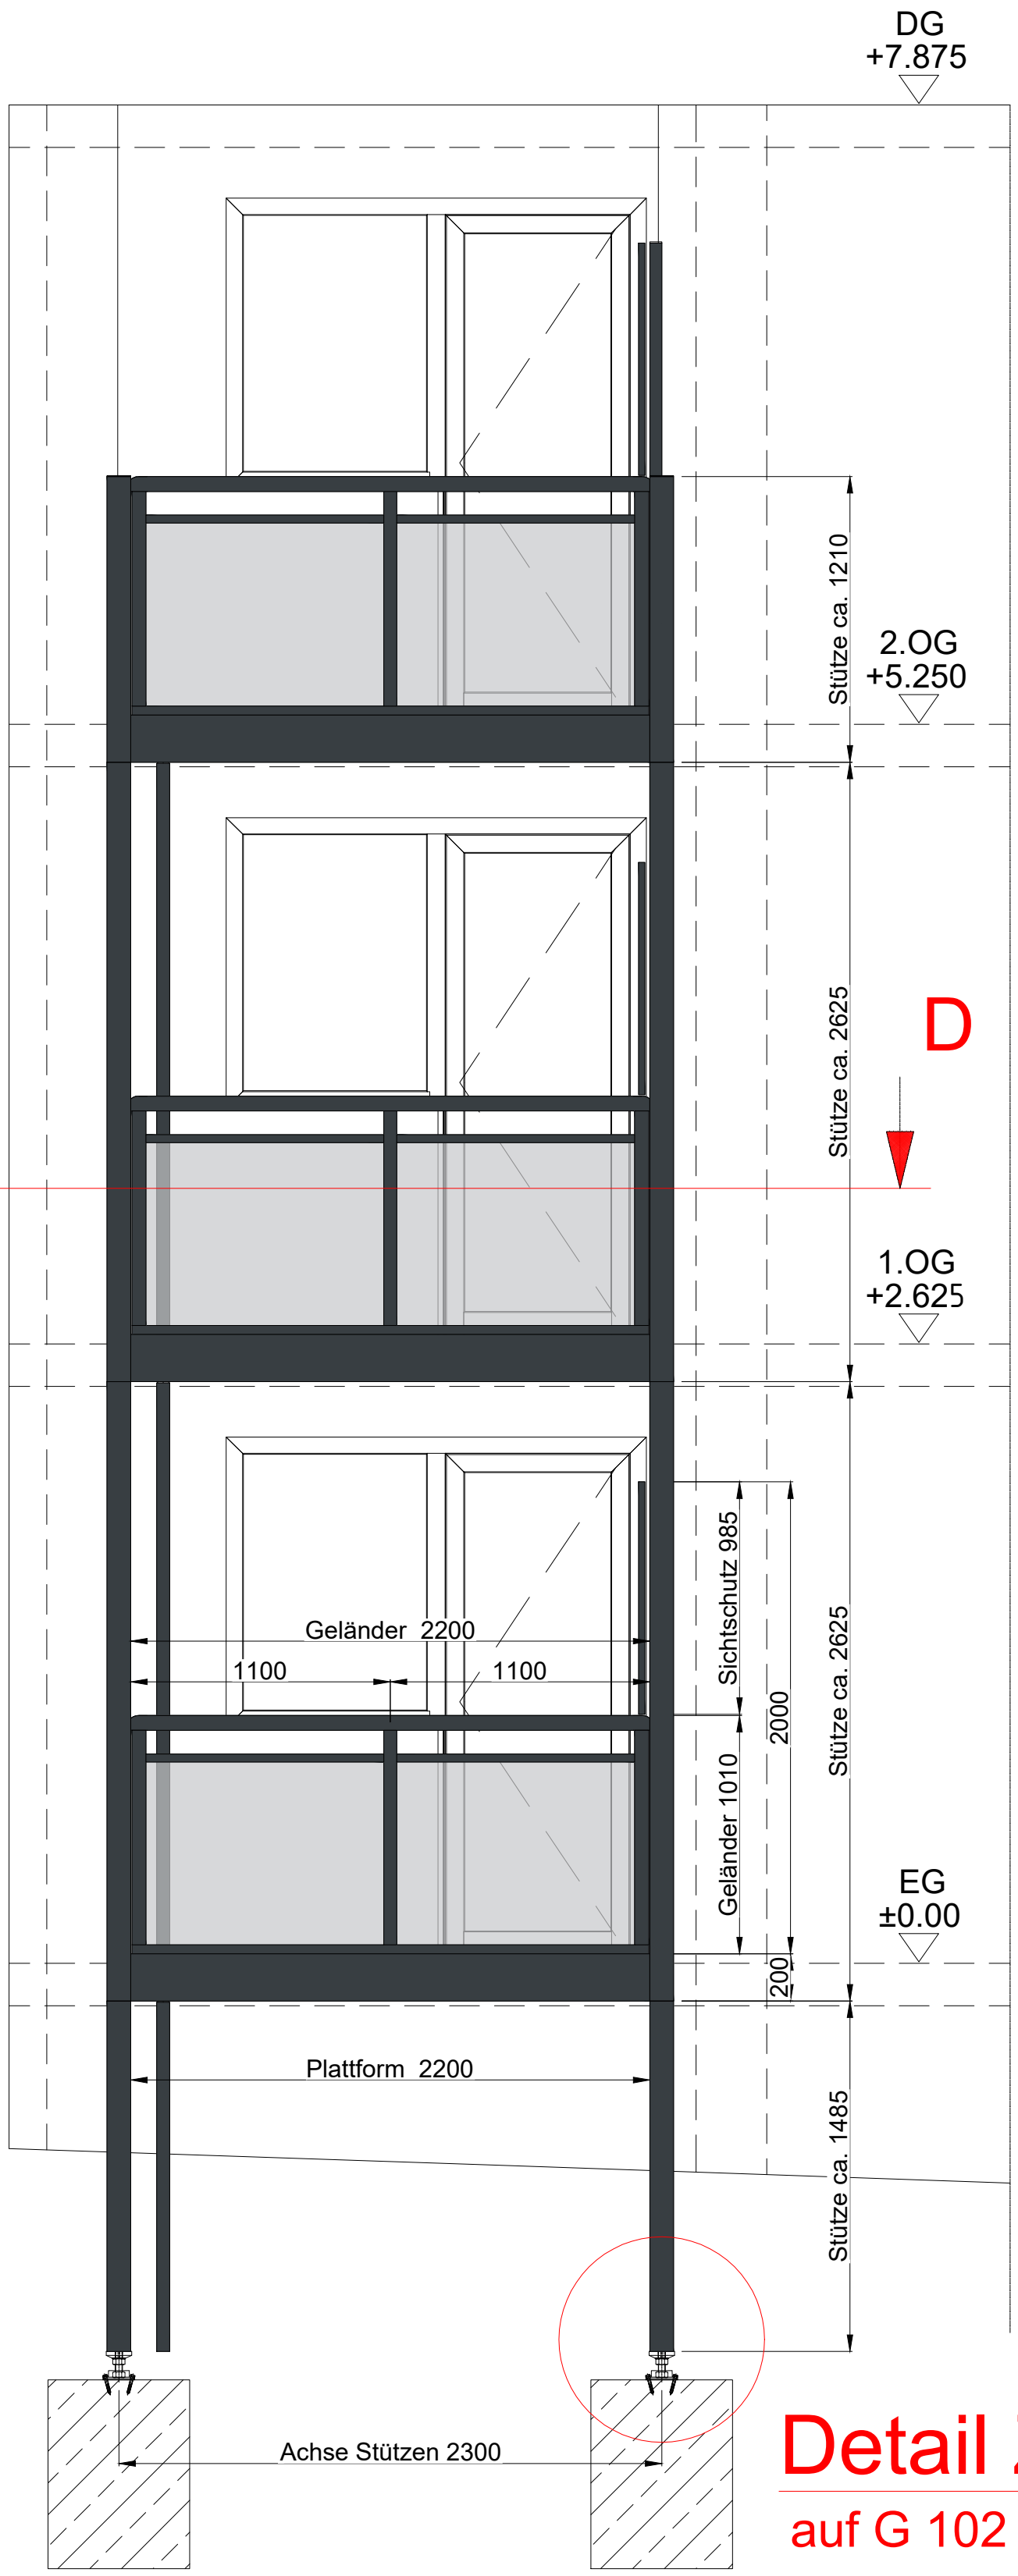 DG
+7.875
Stütze ca. 1210
2.OG
+5.250
Stütze ca. 2625
D
1.OG
+2.625
Sichtschutz 985
Geländer 2200
1100
1100
2000
Stütze ca. 2625
Geländer 1010
EG
±0.00
200
Plattform 2200
Stütze ca. 1485
Achse Stützen 2300
Detail
auf G 102